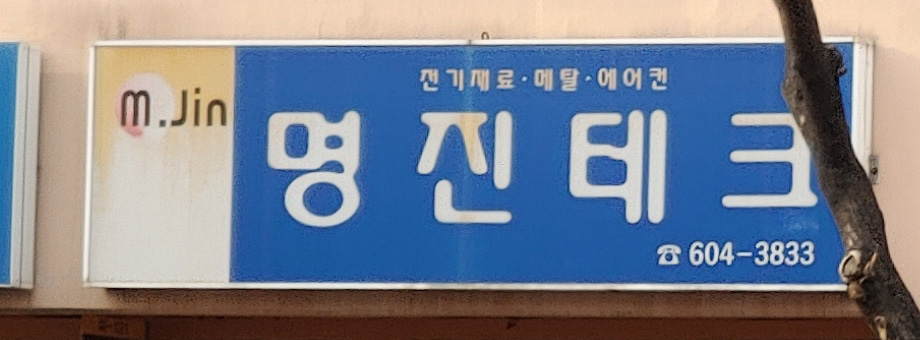 m.Jin
전기재료·메탈·에어컨
명진테크
☎ 604-3833